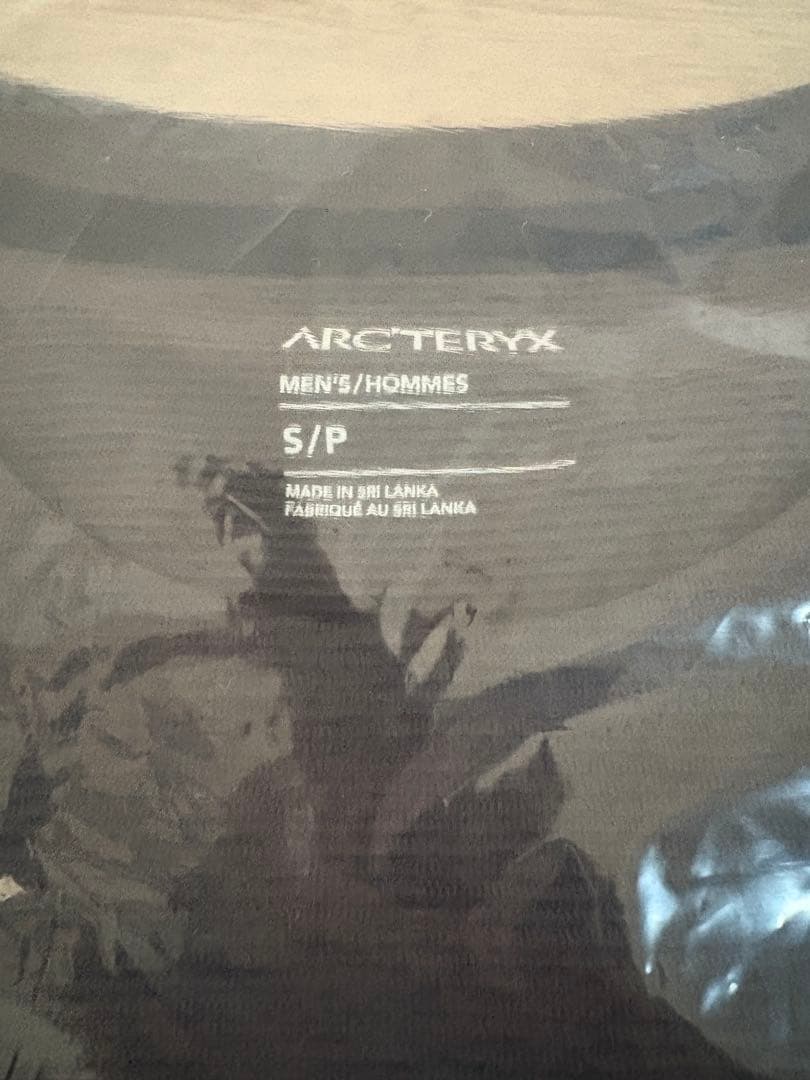 ARC'TERYX
MEN'S/HOMMES
S/P
MADE IN SRI LANKA
FABRIQUÉ AU SRI LANKA